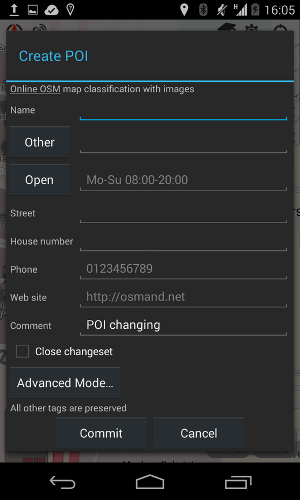 16:05
Create POI
Online OSM map classification with images
Name
Other
Open Mo-Su 08:00-20:00
Street
House number
Phone 0123456789
Web site http://osmand.net
Comment POI changing
Close changeset
Advanced Mode...
All other tags are preserved
Commit Cancel